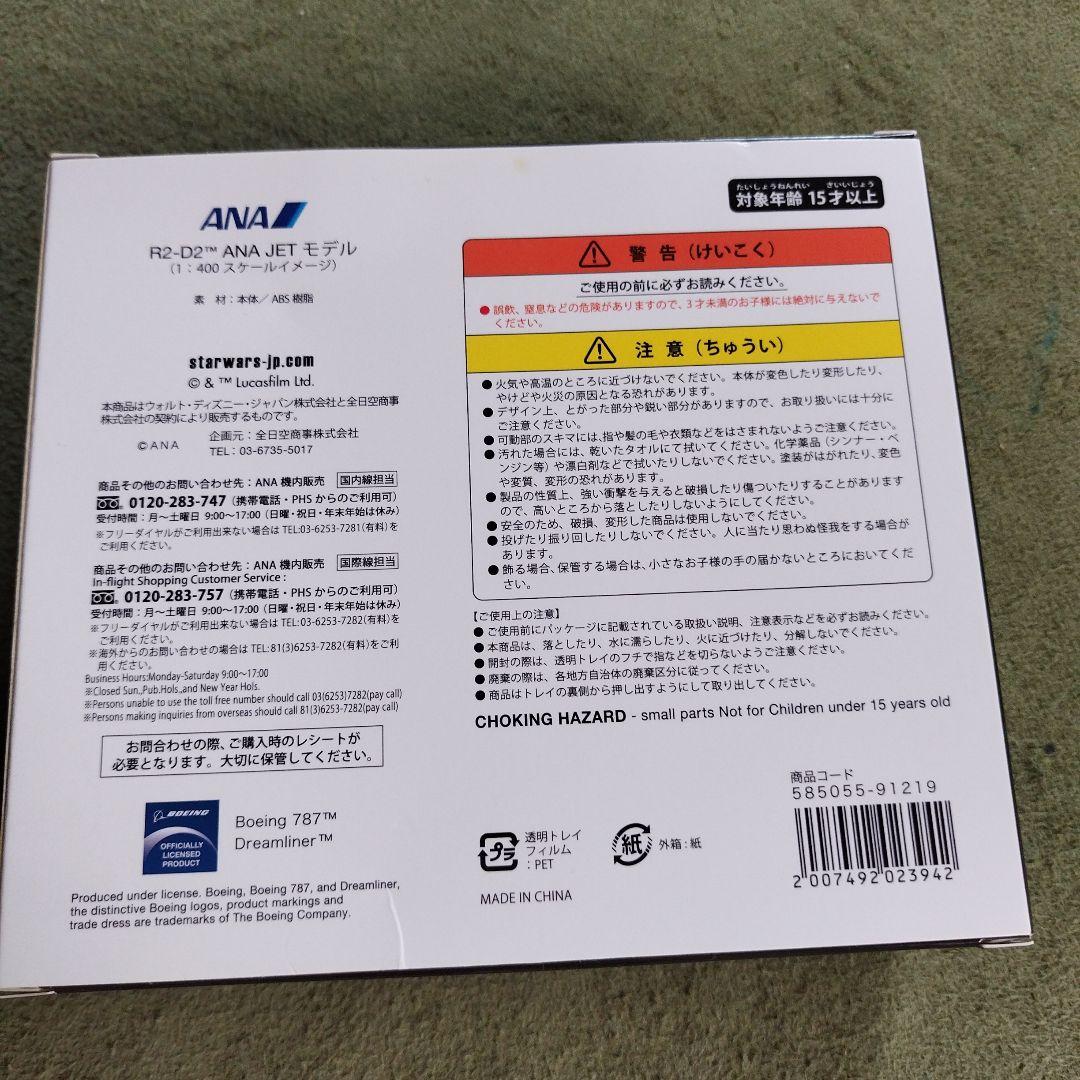 ANA
R2-D2™ ANA JET モデル
(1：400 スケールイメージ)
素 材：本体／ABS 樹脂
starwars-jp.com
© & ™ Lucasfilm Ltd.
本商品はウォルト・ディズニー・ジャパン株式会社と全日空商事
株式会社の契約により販売するものです。
©ANA
企画元：全日空商事株式会社
TEL：03-6735-5017
商品その他のお問い合わせ先：ANA 機内販売 国内線担当
0120-283-747 (携帯電話・PHS からのご利用可)
受付時間：月〜土曜日 9:00〜17:00 (日曜・祝日・年末年始は休み)
※フリーダイヤルがご利用出来ない場合は TEL:03-6253-7281(有料)を
ご利用ください。
商品その他のお問い合わせ先：ANA 機内販売 国際線担当
In-flight Shopping Customer Service :
0120-283-757 (携帯電話・PHS からのご利用可)
受付時間：月〜土曜日 9:00〜17:00 (日曜・祝日・年末年始は休み)
※フリーダイヤルがご利用出来ない場合は TEL:03-6253-7282(有料)を
ご利用ください。
※海外からのお問い合わせの場合は TEL:81(3)6253-7282(有料)をご利
用ください。
Business Hours:Monday-Saturday 9:00〜17:00
※Closed Sun.,Pub.Hols.,and New Year Hols.
※Persons unable to use the toll free number should call 03(6253)7282(pay call)
※Persons making inquiries from overseas should call 81(3)6253-7282(pay call)
お問合わせの際、ご購入時のレシートが
必要となります。大切に保管してください。
BOEING
OFFICIALLY
LICENSED
PRODUCT
Boeing 787™
Dreamliner™
Produced under license. Boeing, Boeing 787, and Dreamliner,
the distinctive Boeing logos, product markings and
trade dress are trademarks of The Boeing Company.
たいしょうねんれい さいいじょう
対象年齢 15才以上
警 告 (けいこく)
ご使用の前に必ずお読みください。
● 誤飲、窒息などの危険がありますので、3才未満のお子様には絶対に与えないで
ください。
注 意 (ちゅうい)
● 火気や高温のところに近づけないでください。本体が変色したり変形したり、
やけどや火災の原因となる恐れがあります。
● デザイン上、とがった部分や鋭い部分がありますので、お取り扱いには十分に
ご注意ください。
● 可動部のスキマには、指や髪の毛や衣類などをはさまれないようご注意ください。
● 汚れた場合には、乾いたタオルにて拭いてください。化学薬品 (シンナー・ベ
ンジン等) や漂白剤などで拭いたりしないでください。塗装がはがれたり、変色
や変質、変形の恐れがあります。
● 製品の性質上、強い衝撃を与えると破損したり傷ついたりすることがあります
ので、高いところから落としたりしないようにしてください。
● 安全のため、破損、変形した商品は使用しないでください。
● 投げたり振り回したりしないでください。人に当たり思わぬ怪我をする場合が
あります。
● 飾る場合、保管する場合は、小さなお子様の手の届かないところにおいてくだ
さい。
【ご使用上の注意】
● ご使用前にパッケージに記載されている取扱い説明、注意表示などを必ずお読みください。
● 本商品は、落としたり、水に濡らしたり、火に近づけたり、分解しないでください。
● 開封の際は、透明トレイのフチで指などを切らないようご注意ください。
● 廃棄の際は、各地方自治体の廃棄区分に従ってください。
● 商品はトレイの裏側から押し出すようにして取り出してください。
CHOKING HAZARD - small parts Not for Children under 15 years old
商品コード
585055-91219
2 007492 023942
プラ
透明トレイ
フィルム
：PET
紙
外箱：紙
MADE IN CHINA